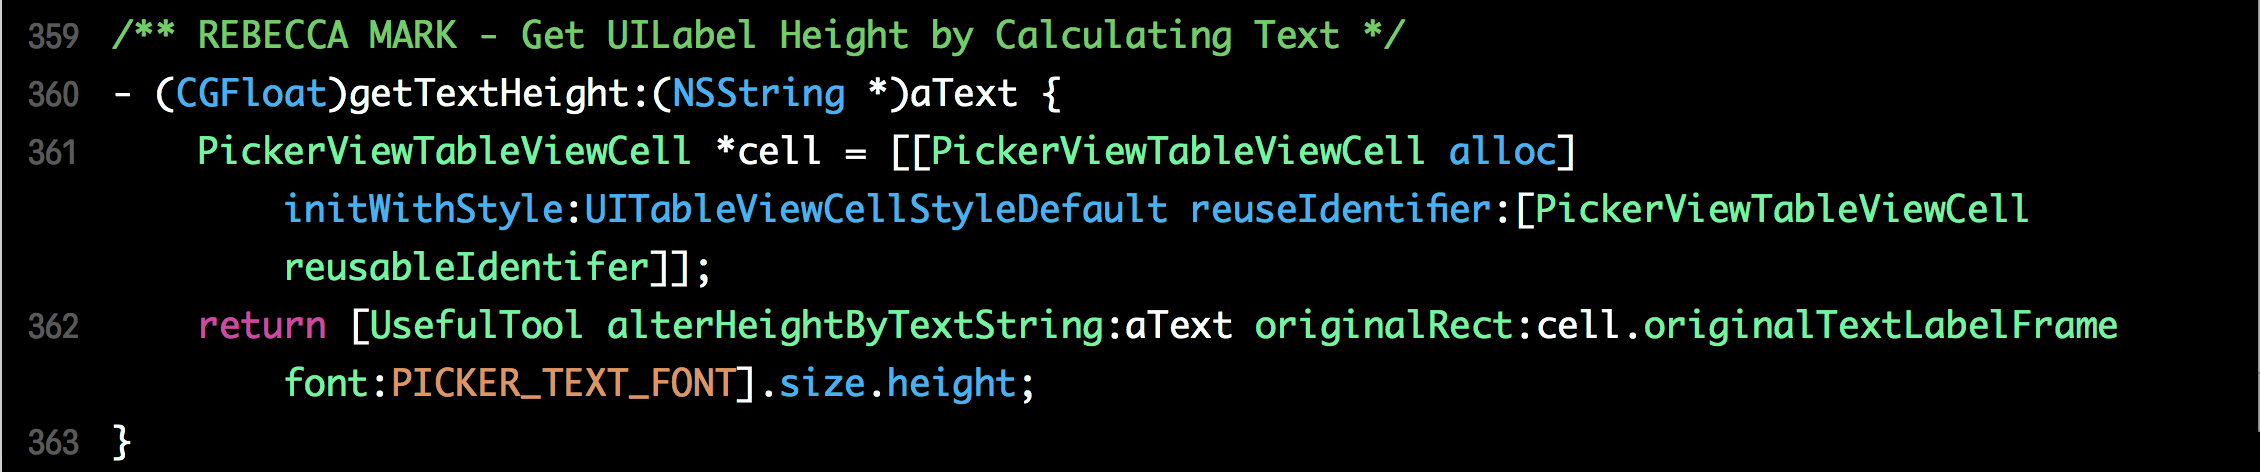 359 /** REBECCA MARK - Get UILabel Height by Calculating Text */
360 - (CGFloat)getTextHeight:(NSString *)aText {
361 PickerViewTableViewCell *cell = [[PickerViewTableViewCell alloc]
initWithStyle:UITableViewCellStyleDefault reuseIdentifier:[PickerViewTableViewCell
reusableIdentifer]];
362 return [UsefulTool alterHeightByTextString:aText originalRect:cell.originalTextLabelFrame
font:PICKER_TEXT_FONT].size.height;
363 }